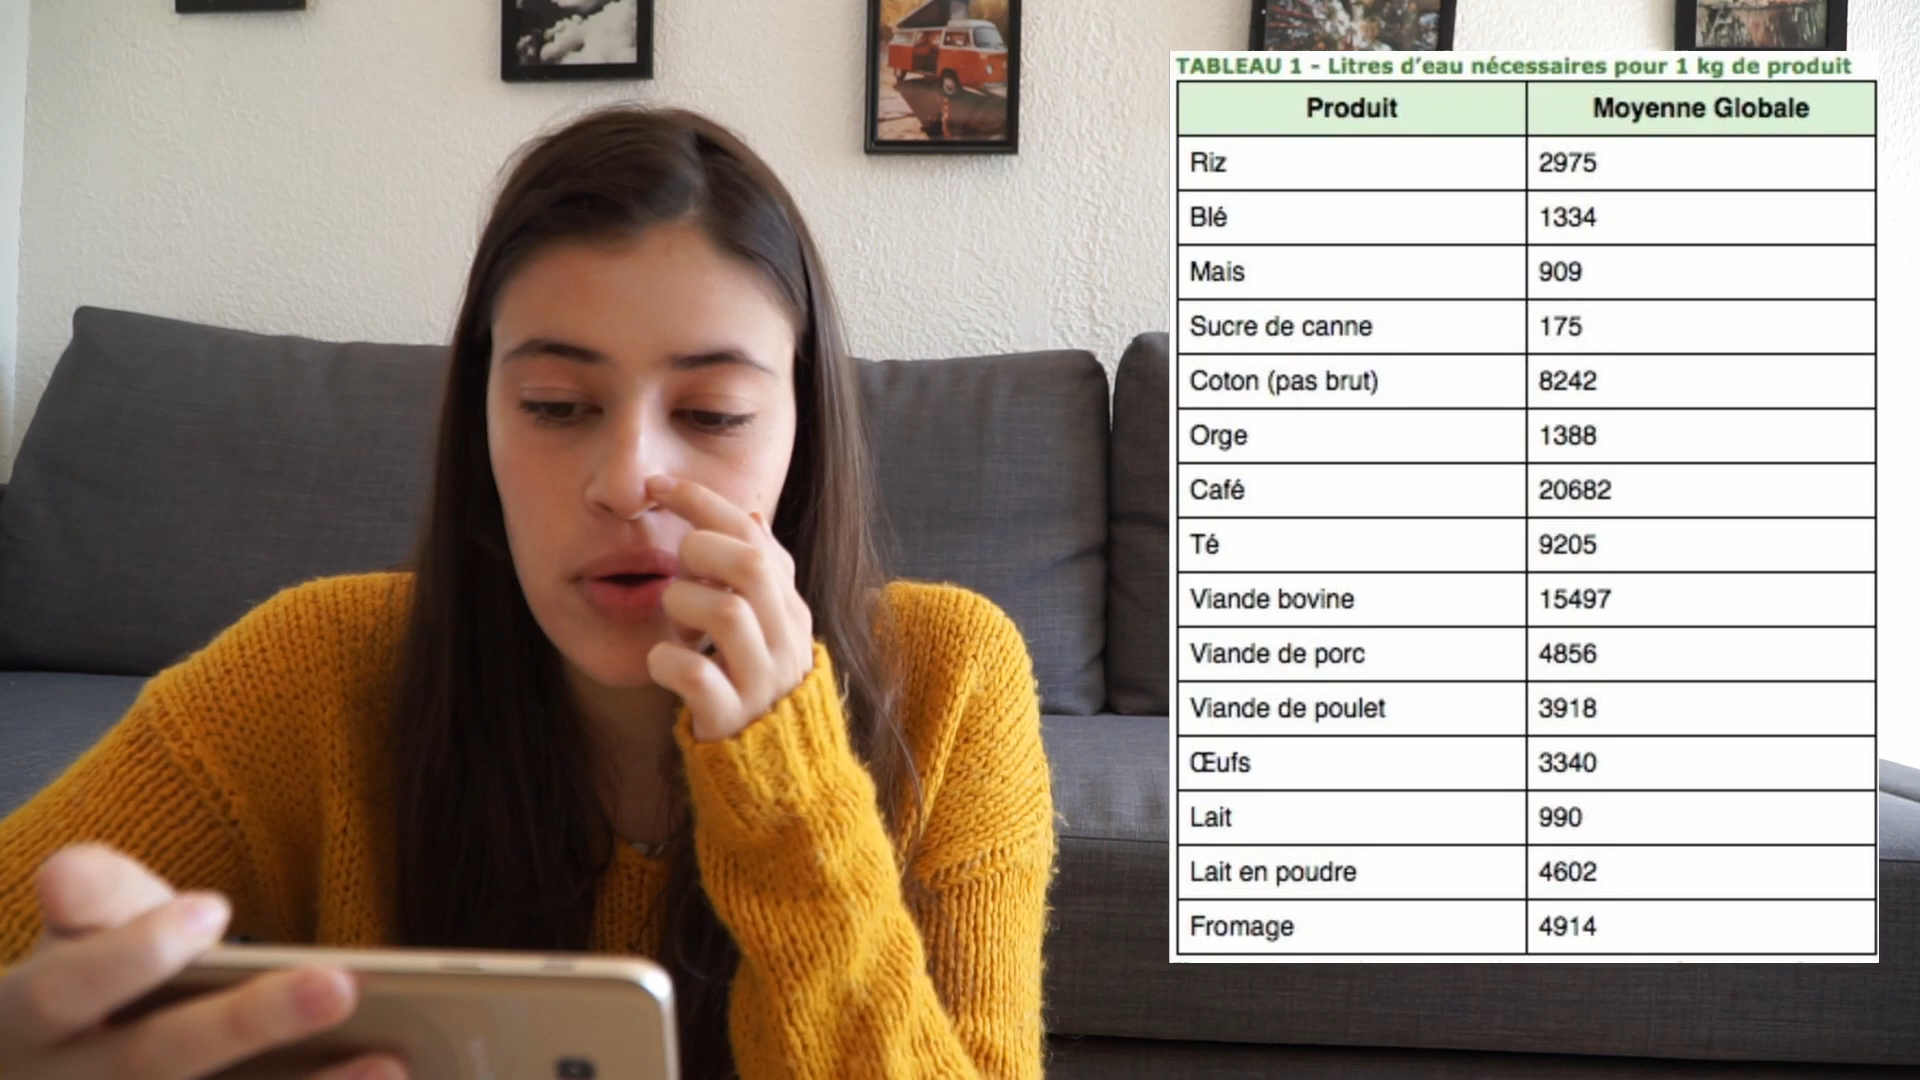 TABLEAU 1 - Litres d'eau nécessaires pour 1 kg de produit
Produit Moyenne Globale
Riz 2975
Blé 1334
Mais 909
Sucre de canne 175
Coton (pas brut) 8242
Orge 1388
Café 20682
Té 9205
Viande bovine 15497
Viande de porc 4856
Viande de poulet 3918
Œufs 3340
Lait 990
Lait en poudre 4602
Fromage 4914